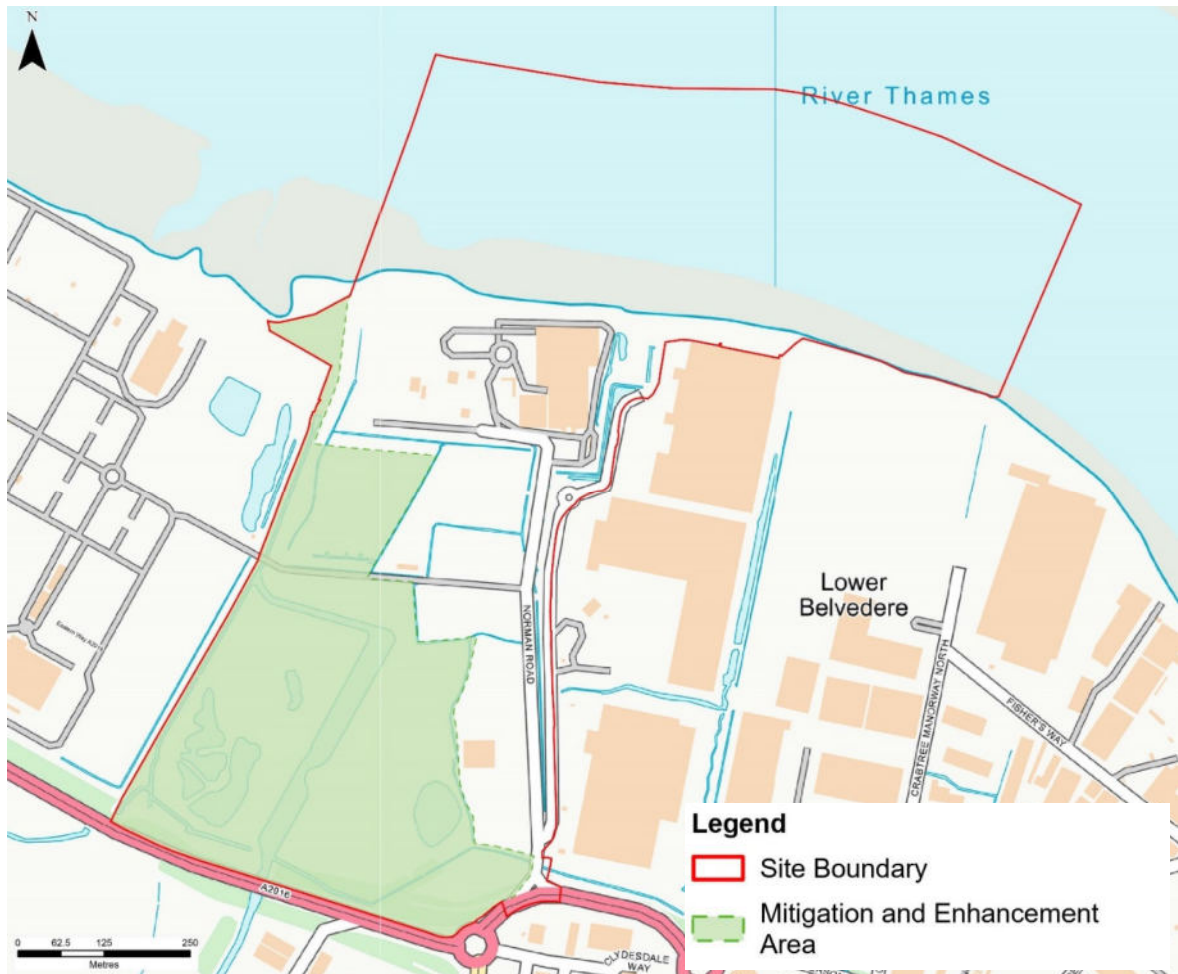 N
River Thames
Lower
Belvedere
NORMAN ROAD
CRABTREE MANORWAY NORTH
FISHER'S WAY
Eastern Way A2016
A2016
CLYDESDALE
WAY
0 62.5 125 250
Metres
Legend
Site Boundary
Mitigation and Enhancement
Area